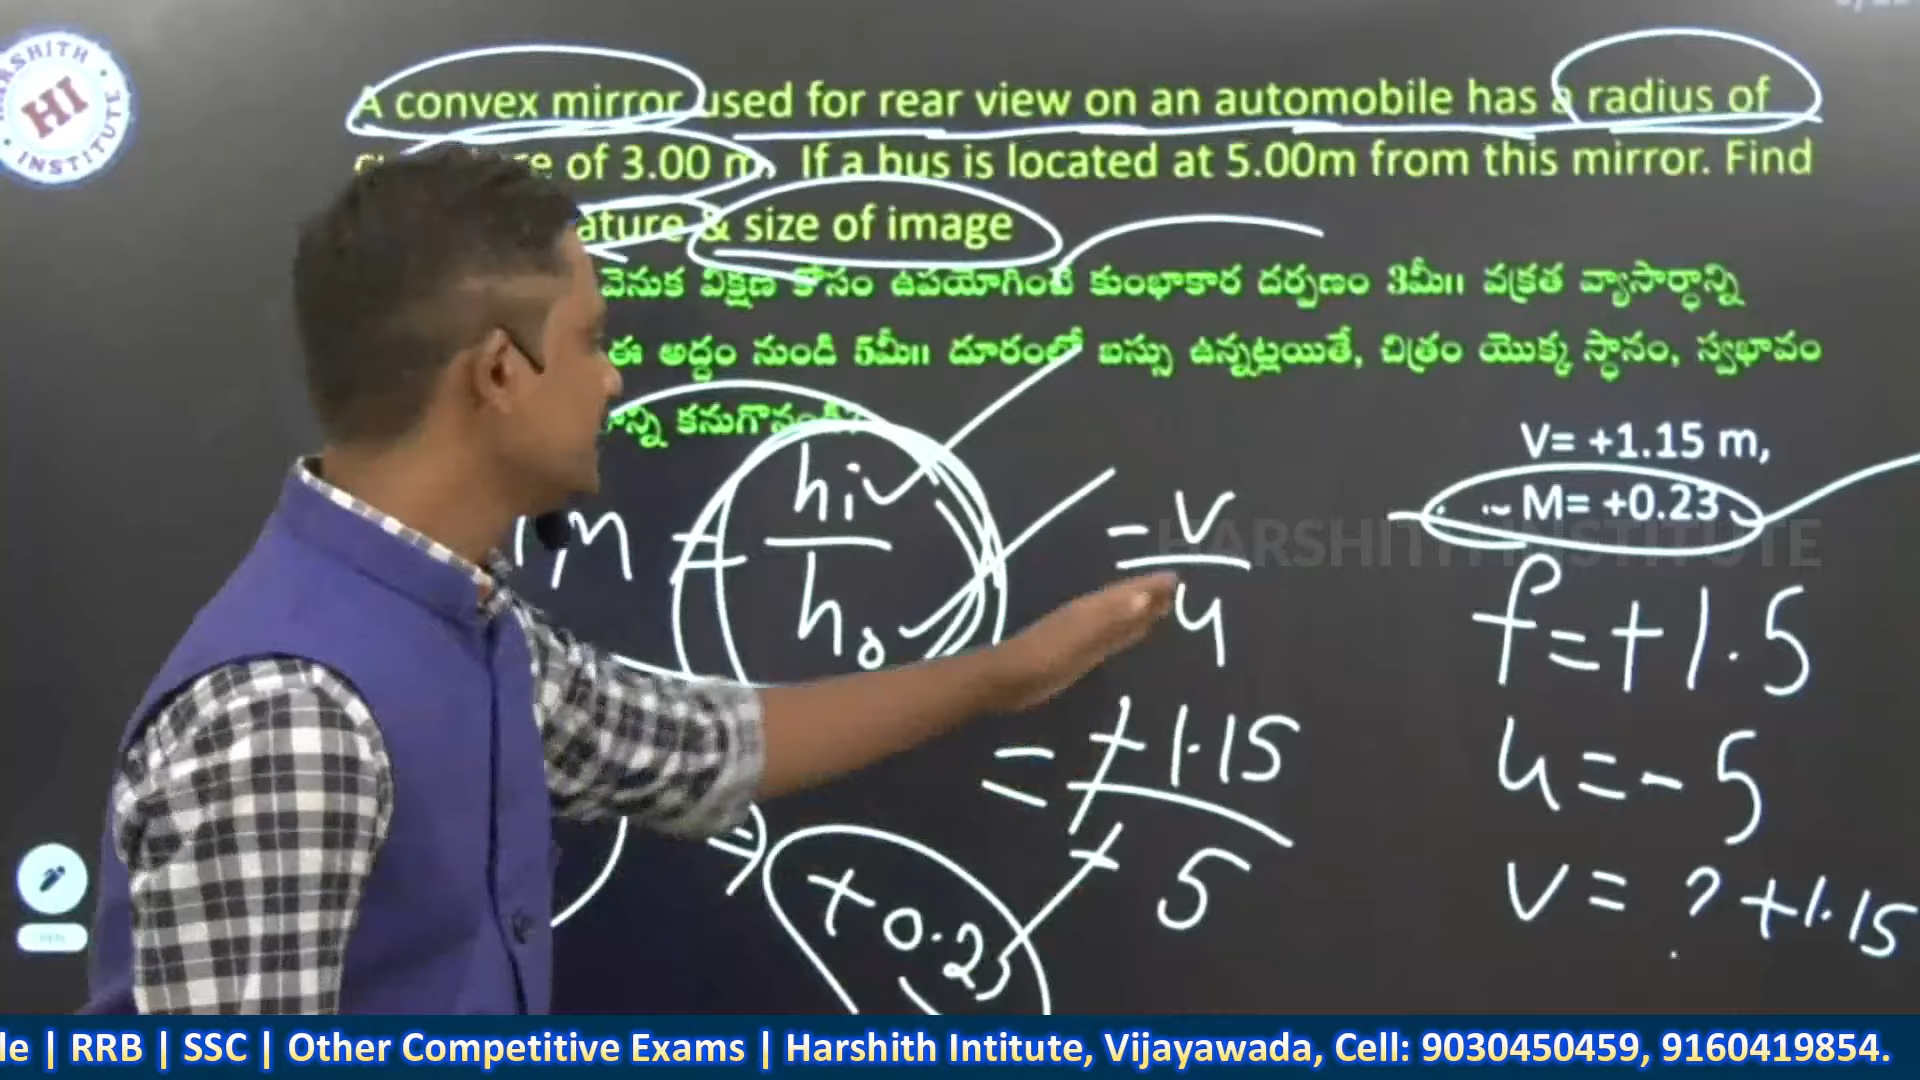 HARSHITH
HI
INSTITUTE
A convex mirror used for rear view on an automobile has a radius of
of 3.00 m. If a bus is located at 5.00m from this mirror. Find
& size of image
వెనుక వీక్షణ కోసం ఉపయోగించే కుంభాకార దర్పణం 3మీ।। వక్రత వ్యాసార్ధాన్ని
ఈ అద్దం నుండి 5మీ।। దూరంలో బస్సు ఉన్నట్లయితే, చిత్రం యొక్క స్థానం, స్వభావం
V= +1.15 m,
M= +0.23
HARSHITH INSTITUTE
m = hi/ho = -v/u
= +1.15/+5
⇒ +0.23
f=+1.5
u=-5
v=? +1.15
| RRB | SSC | Other Competitive Exams | Harshith Intitute, Vijayawada, Cell: 9030450459, 9160419854.